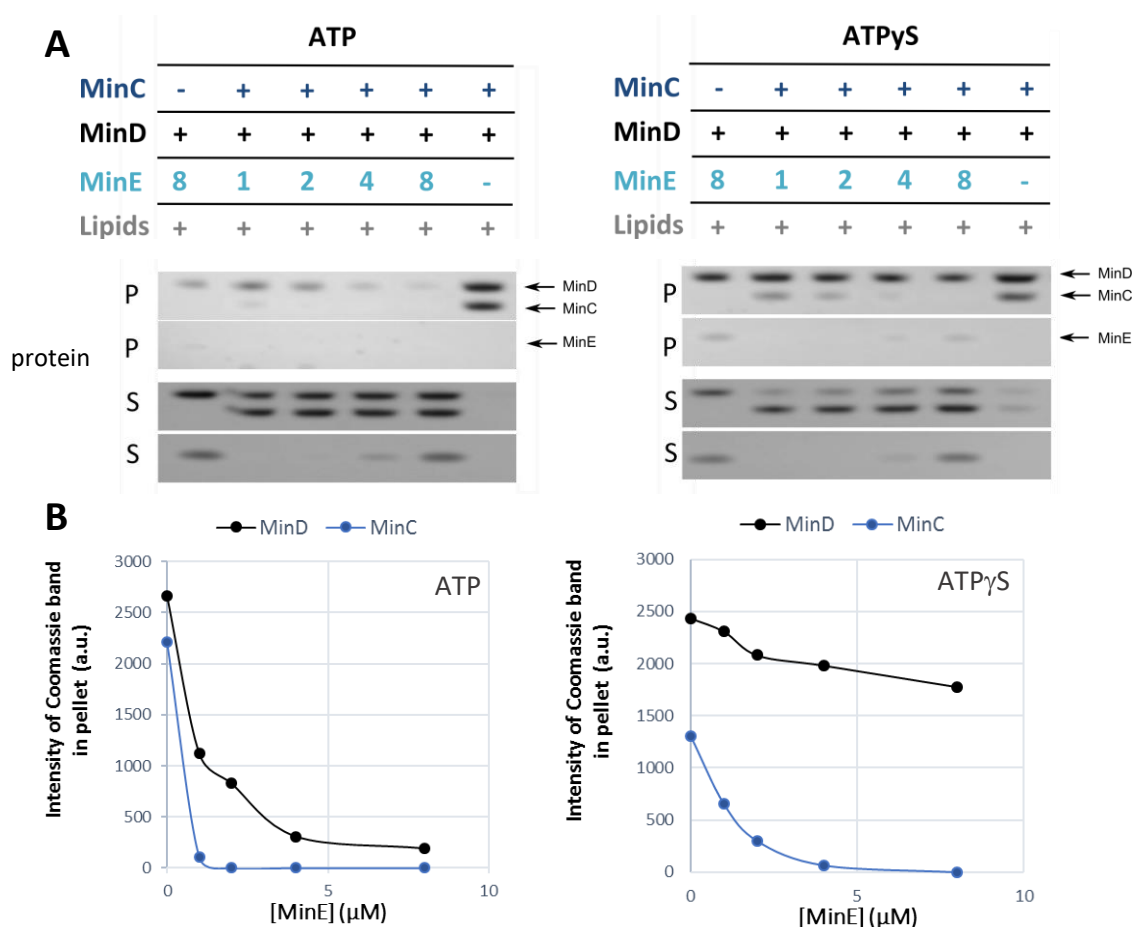 A
ATP
MinC - + + + + +
MinD + + + + + +
MinE 8 1 2 4 8 -
Lipids + + + + + +
P
MinD
MinC
P
MinE
protein
S
S
ATPγS
MinC - + + + + +
MinD + + + + + +
MinE 8 1 2 4 8 -
Lipids + + + + + +
P
MinD
MinC
P
MinE
S
S
B
MinD MinC
ATP
Intensity of Coomassie band
in pellet (a.u.)
3000
2500
2000
1500
1000
500
0
0 5 10
[MinE] (μM)
MinD MinC
ATPγS
Intensity of Coomassie band
in pellet (a.u.)
3000
2500
2000
1500
1000
500
0
0 5 10
[MinE] (μM)